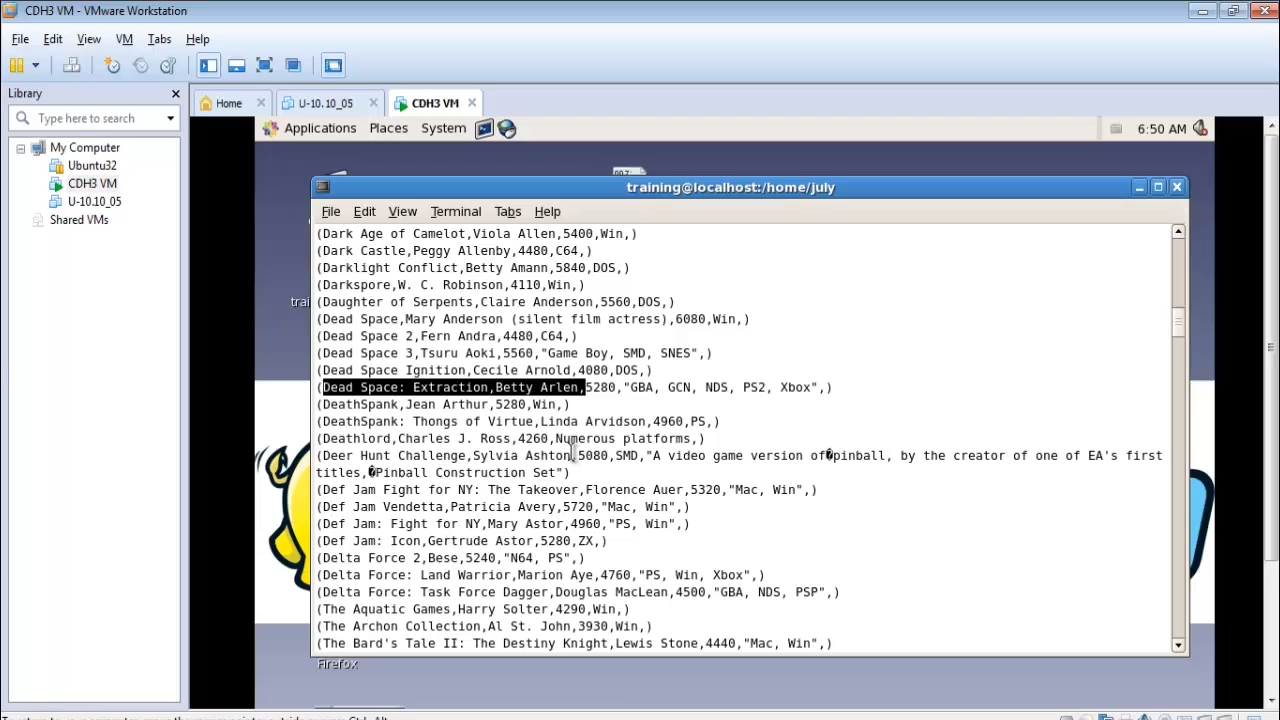 CDH3 VM - VMware Workstation
File Edit View VM Tabs Help
Library
Type here to search
My Computer
Ubuntu32
CDH3 VM
U-10.10_05
Shared VMs
Home U-10.10_05 CDH3 VM
Applications Places System 6:50 AM
training@localhost:/home/july
File Edit View Terminal Tabs Help
(Dark Age of Camelot,Viola Allen,5400,Win,)
(Dark Castle,Peggy Allenby,4480,C64,)
(Darklight Conflict,Betty Amann,5840,DOS,)
(Darkspore,W. C. Robinson,4110,Win,)
(Daughter of Serpents,Claire Anderson,5560,DOS,)
(Dead Space,Mary Anderson (silent film actress),6080,Win,)
(Dead Space 2,Fern Andra,4480,C64,)
(Dead Space 3,Tsuru Aoki,5560,"Game Boy, SMD, SNES",)
(Dead Space Ignition,Cecile Arnold,4080,DOS,)
(Dead Space: Extraction,Betty Arlen,5280,"GBA, GCN, NDS, PS2, Xbox",)
(DeathSpank,Jean Arthur,5280,Win,)
(DeathSpank: Thongs of Virtue,Linda Arvidson,4960,PS,)
(Deathlord,Charles J. Ross,4260,Numerous platforms,)
(Deer Hunt Challenge,Sylvia Ashton,5080,SMD,"A video game version of�pinball, by the creator of one of EA's first
titles,�Pinball Construction Set")
(Def Jam Fight for NY: The Takeover,Florence Auer,5320,"Mac, Win",)
(Def Jam Vendetta,Patricia Avery,5720,"Mac, Win",)
(Def Jam: Fight for NY,Mary Astor,4960,"PS, Win",)
(Def Jam: Icon,Gertrude Astor,5280,ZX,)
(Delta Force 2,Bese,5240,"N64, PS",)
(Delta Force: Land Warrior,Marion Aye,4760,"PS, Win, Xbox",)
(Delta Force: Task Force Dagger,Douglas MacLean,4500,"GBA, NDS, PSP",)
(The Aquatic Games,Harry Solter,4290,Win,)
(The Archon Collection,Al St. John,3930,Win,)
(The Bard's Tale II: The Destiny Knight,Lewis Stone,4440,"Mac, Win",)
trai
Firefox